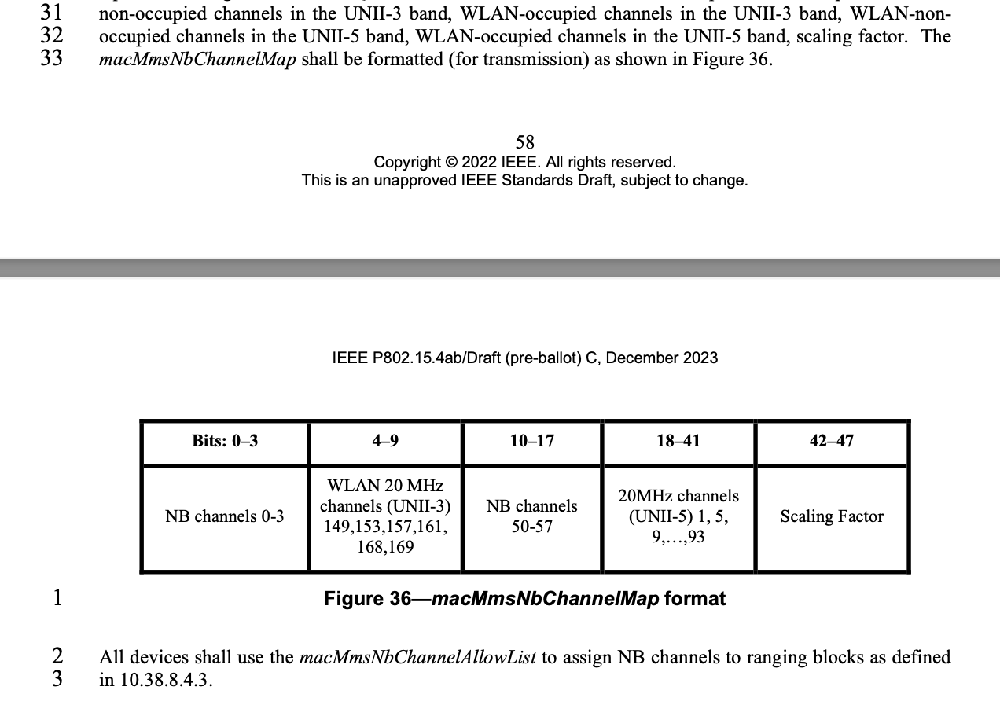 31 non-occupied channels in the UNII-3 band, WLAN-occupied channels in the UNII-3 band, WLAN-non-
32 occupied channels in the UNII-5 band, WLAN-occupied channels in the UNII-5 band, scaling factor. The
33 macMmsNbChannelMap shall be formatted (for transmission) as shown in Figure 36.
58
Copyright © 2022 IEEE. All rights reserved.
This is an unapproved IEEE Standards Draft, subject to change.
IEEE P802.15.4ab/Draft (pre-ballot) C, December 2023
Bits: 0–3 4–9 10–17 18–41 42–47
NB channels 0-3
WLAN 20 MHz
channels (UNII-3)
149,153,157,161,
168,169
NB channels
50-57
20MHz channels
(UNII-5) 1, 5,
9,…,93
Scaling Factor
1 Figure 36—macMmsNbChannelMap format
2 All devices shall use the macMmsNbChannelAllowList to assign NB channels to ranging blocks as defined
3 in 10.38.8.4.3.